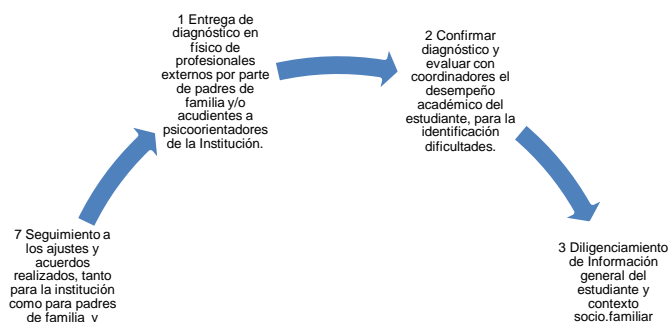 1 Entrega de
diagnóstico en
físico de
profesionales
externos por parte
de padres de
familia y/o
acudientes a
psicoorientadores
de la Institución.
2 Confirmar
diagnóstico y
evaluar con
coordinadores el
desempeño
académico del
estudiante, para la
identificación
dificultades.
3 Diligenciamiento
de Información
general del
estudiante y
contexto
socio.familiar
7 Seguimiento a
los ajustes y
acuerdos
realizados, tanto
para la institución
como para padres
de familia y